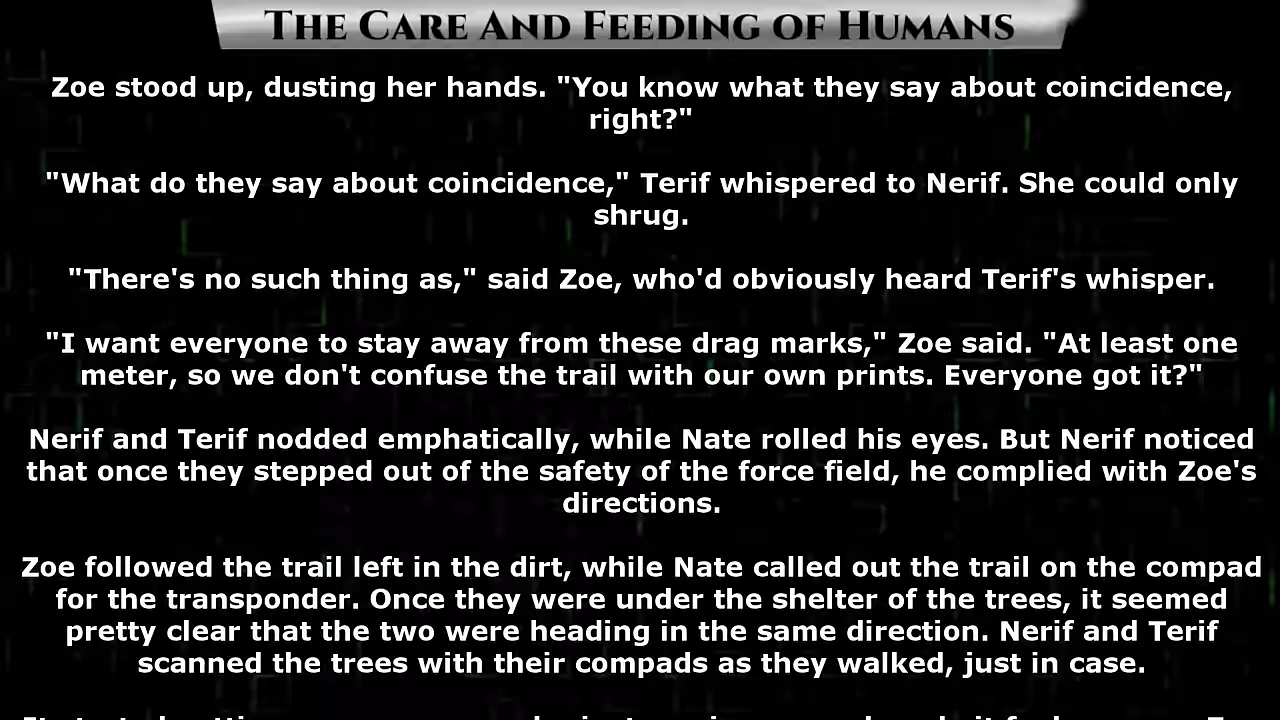 The Care And Feeding of Humans
Zoe stood up, dusting her hands. "You know what they say about coincidence,
right?"
"What do they say about coincidence," Terif whispered to Nerif. She could only
shrug.
"There's no such thing as," said Zoe, who'd obviously heard Terif's whisper.
"I want everyone to stay away from these drag marks," Zoe said. "At least one
meter, so we don't confuse the trail with our own prints. Everyone got it?"
Nerif and Terif nodded emphatically, while Nate rolled his eyes. But Nerif noticed
that once they stepped out of the safety of the force field, he complied with Zoe's
directions.
Zoe followed the trail left in the dirt, while Nate called out the trail on the compad
for the transponder. Once they were under the shelter of the trees, it seemed
pretty clear that the two were heading in the same direction. Nerif and Terif
scanned the trees with their compads as they walked, just in case.